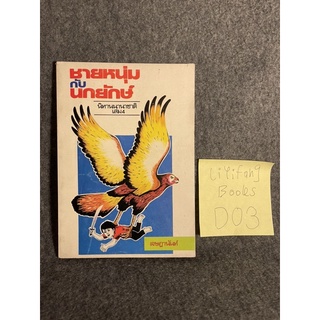 ชายหนุ่ม
กับ
นกยักษ์
นิทานนานาชาติ
LiYifang
Books
D03